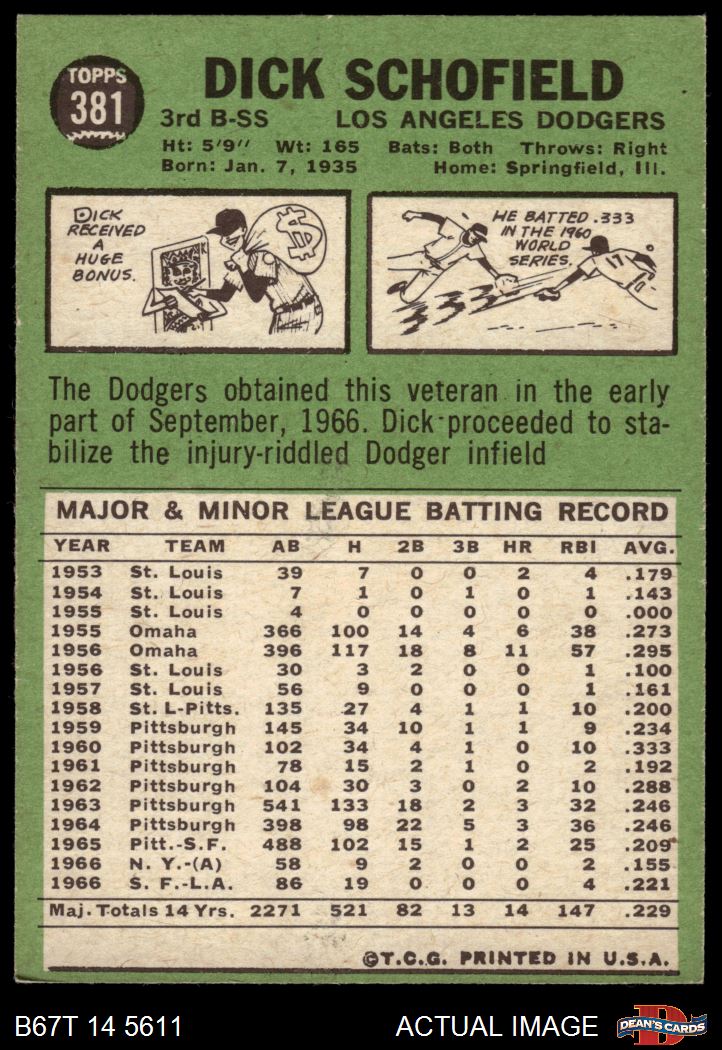 TOPPS
381
DICK SCHOFIELD
3rd B-SS LOS ANGELES DODGERS
Ht: 5'9" Wt: 165 Bats: Both Throws: Right
Born: Jan. 7, 1935 Home: Springfield, Ill.
DICK
RECEIVED
A
HUGE
BONUS.
K
$
HE BATTED .333
IN THE 1960
WORLD
SERIES.
The Dodgers obtained this veteran in the early
part of September, 1966. Dick proceeded to sta-
bilize the injury-riddled Dodger infield
MAJOR & MINOR LEAGUE BATTING RECORD
YEAR TEAM AB H 2B 3B HR RBI AVG.
1953 St. Louis 39 7 0 0 2 4 .179
1954 St. Louis 7 1 0 1 0 1 .143
1955 St. Louis 4 0 0 0 0 0 .000
1955 Omaha 366 100 14 4 6 38 .273
1956 Omaha 396 117 18 8 11 57 .295
1956 St. Louis 30 3 2 0 0 1 .100
1957 St. Louis 56 9 0 0 0 1 .161
1958 St. L-Pitts. 135 27 4 1 1 10 .200
1959 Pittsburgh 145 34 10 1 1 9 .234
1960 Pittsburgh 102 34 4 1 0 10 .333
1961 Pittsburgh 78 15 2 1 0 2 .192
1962 Pittsburgh 104 30 3 0 2 10 .288
1963 Pittsburgh 541 133 18 2 3 32 .246
1964 Pittsburgh 398 98 22 5 3 36 .246
1965 Pitt.-S.F. 488 102 15 1 2 25 .209
1966 N. Y.-(A) 58 9 2 0 0 2 .155
1966 S. F.-L.A. 86 19 0 0 0 4 .221
Maj. Totals 14 Yrs. 2271 521 82 13 14 147 .229
©T.C.G. PRINTED IN U.S.A.
B67T 14 5611 ACTUAL IMAGE DEAN'S CARDS